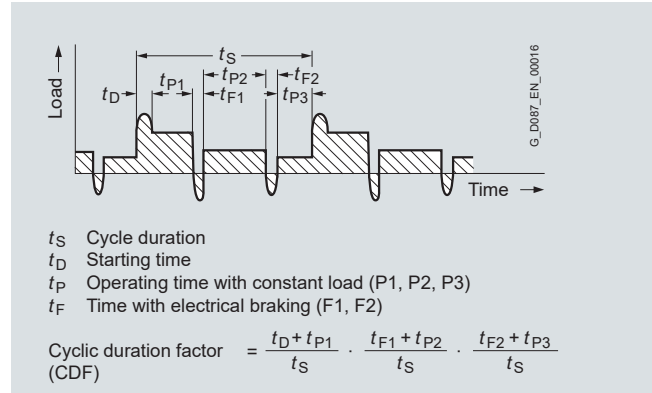 tS
tP2 tF2
tP1
tD tF1 tP3
Load
Time
G_D087_EN_00016
tS Cycle duration
tD Starting time
tP Operating time with constant load (P1, P2, P3)
tF Time with electrical braking (F1, F2)
Cyclic duration factor (CDF) = tD + tP1 / tS · tF1 + tP2 / tS · tF2 + tP3 / tS